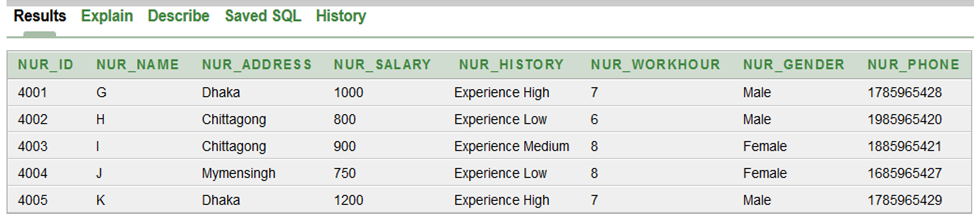 Results Explain Describe Saved SQL History
NUR_ID NUR_NAME NUR_ADDRESS NUR_SALARY NUR_HISTORY NUR_WORKHOUR NUR_GENDER NUR_PHONE
4001 G Dhaka 1000 Experience High 7 Male 1785965428
4002 H Chittagong 800 Experience Low 6 Male 1985965420
4003 I Chittagong 900 Experience Medium 8 Female 1885965421
4004 J Mymensingh 750 Experience Low 8 Female 1685965427
4005 K Dhaka 1200 Experience High 7 Male 1785965429